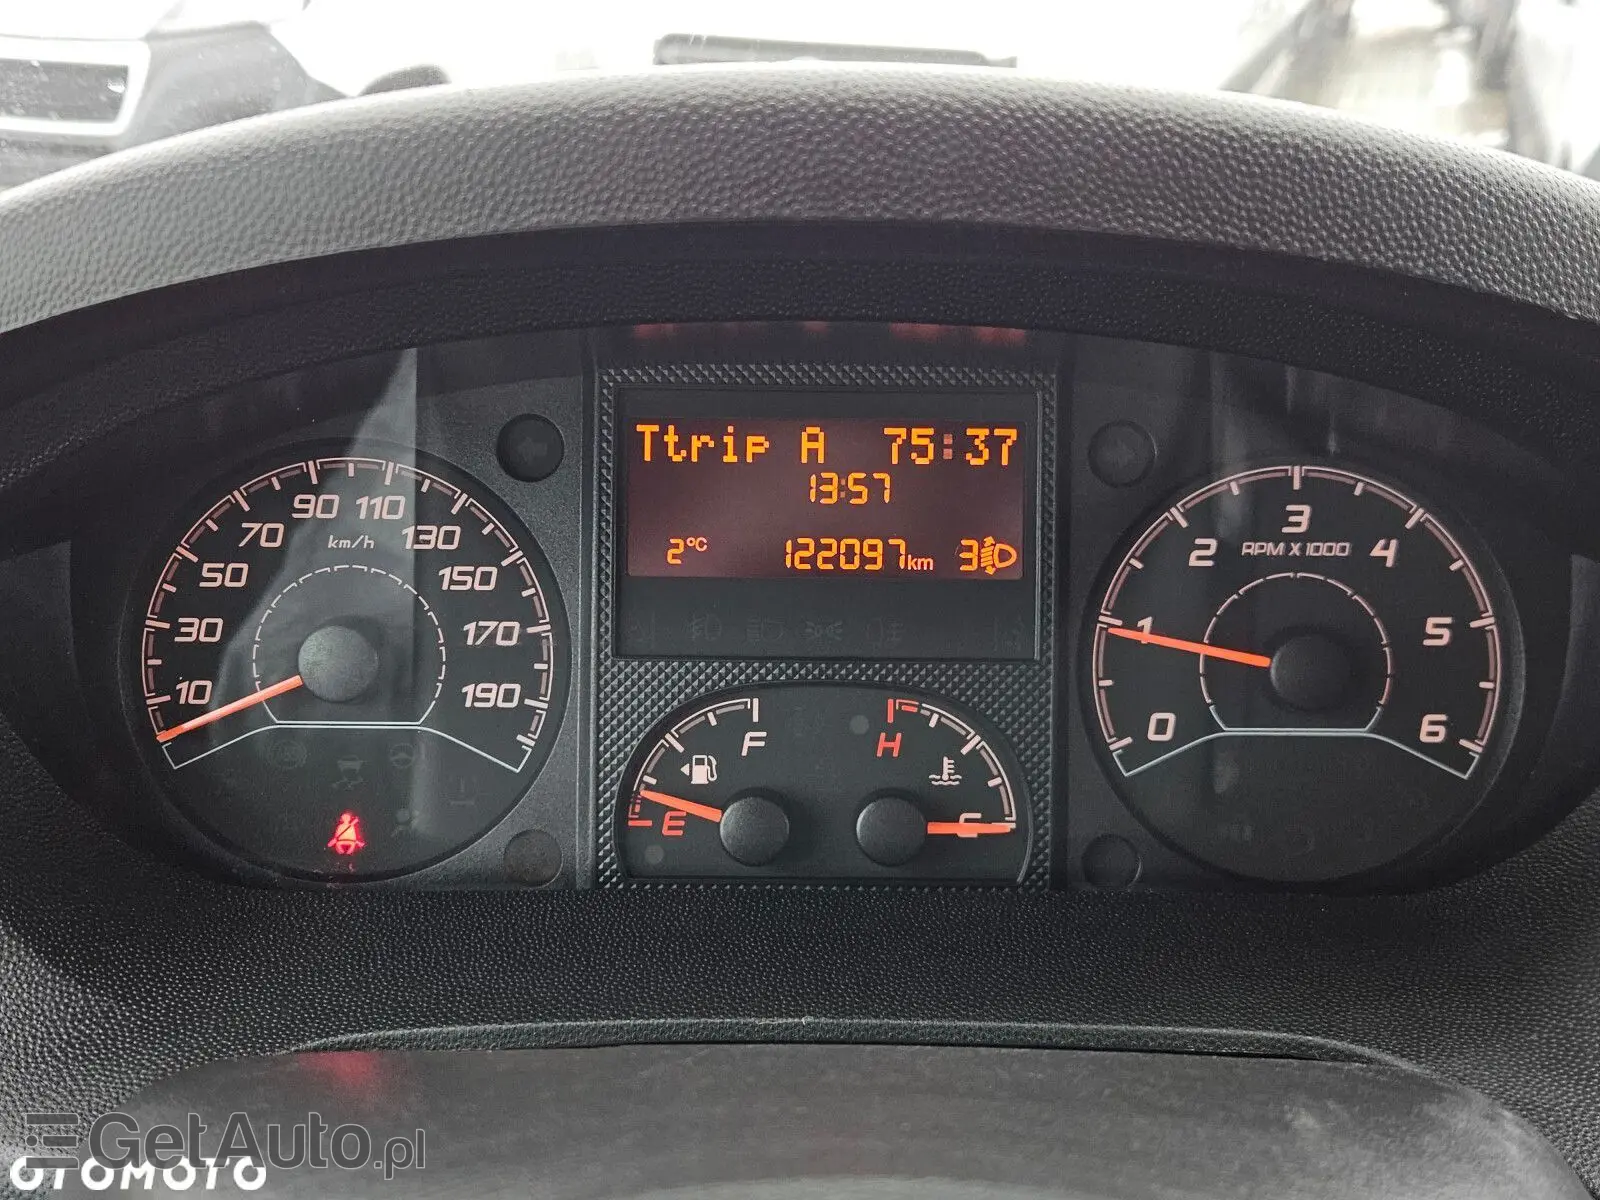 Ttrip A 75:37
13:57
2°C 122097km 3
10 30 50 70 90 110 130 150 170 190
km/h
0 1 2 3 4 5 6
RPM X 1000
F E
H C
GetAuto.pl
OTOMOTO